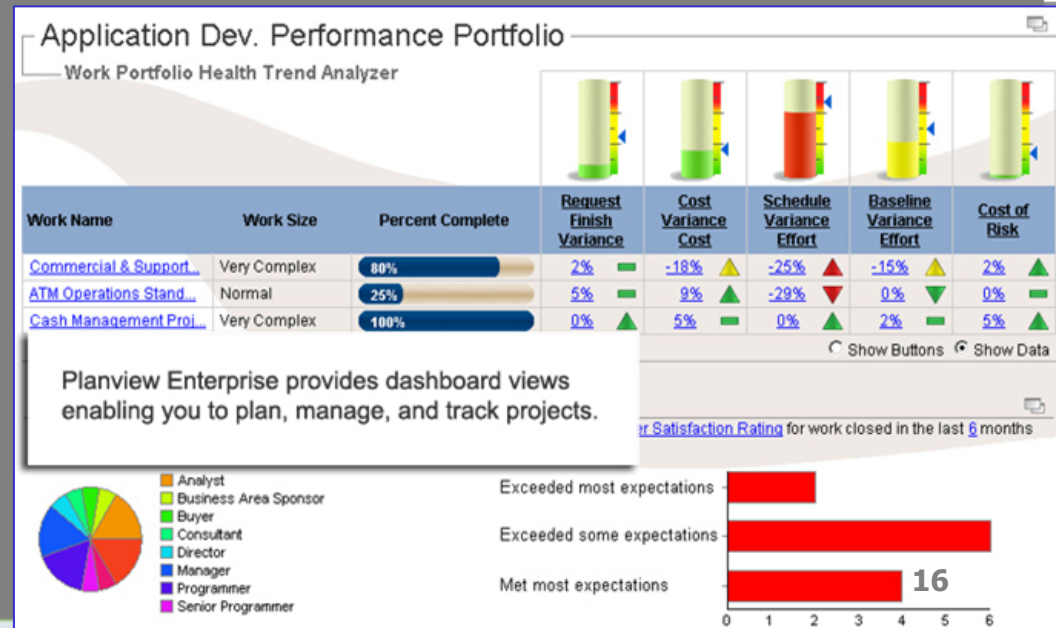 Application Dev. Performance Portfolio
Work Portfolio Health Trend Analyzer
Work Name Work Size Percent Complete Request Finish Variance Cost Variance Cost Schedule Variance Effort Baseline Variance Effort Cost of Risk
Commercial & Support... Very Complex 80% 2% -18% -25% -15% 2%
ATM Operations Stand... Normal 25% 5% 9% -29% 0% 0%
Cash Management Proj... Very Complex 100% 0% 5% 0% 2% 5%
Show Buttons Show Data
Planview Enterprise provides dashboard views
enabling you to plan, manage, and track projects.
Satisfaction Rating for work closed in the last 6 months
Analyst
Business Area Sponsor
Buyer
Consultant
Director
Manager
Programmer
Senior Programmer
Exceeded most expectations
Exceeded some expectations
Met most expectations
16
0 1 2 3 4 5 6